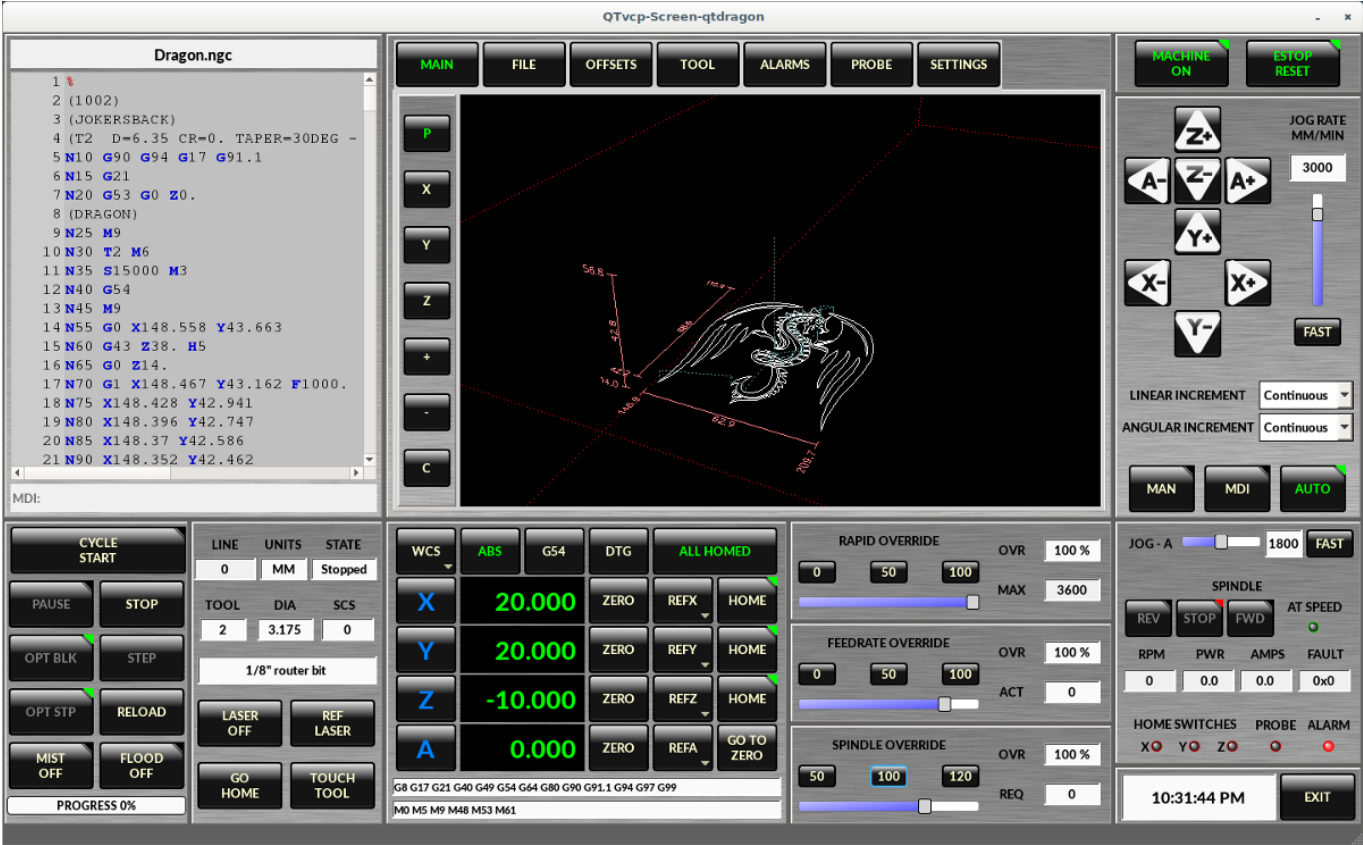 QTvcp-Screen-qtdragon
Dragon.ngc
1 %
2 (1002)
3 (JOKERSBACK)
4 (T2 D=6.35 CR=0. TAPER=30DEG -
5 N10 G90 G94 G17 G91.1
6 N15 G21
7 N20 G53 G0 Z0.
8 (DRAGON)
9 N25 M9
10 N30 T2 M6
11 N35 S15000 M3
12 N40 G54
13 N45 M9
14 N55 G0 X148.558 Y43.663
15 N60 G43 Z38. H5
16 N65 G0 Z14.
17 N70 G1 X148.467 Y43.162 F1000.
18 N75 X148.428 Y42.941
19 N80 X148.396 Y42.747
20 N85 X148.37 Y42.586
21 N90 X148.352 Y42.462
MDI:
MAIN FILE OFFSETS TOOL ALARMS PROBE SETTINGS
P
X
Y
Z
+
-
C
56.8
42.8
14.0
146.9
62.9
209.7
MACHINE ON
ESTOP RESET
Z+
A- Z- A+
Y+
X- X+
Y-
JOG RATE
MM/MIN
3000
FAST
LINEAR INCREMENT Continuous
ANGULAR INCREMENT Continuous
MAN MDI AUTO
CYCLE
START
PAUSE STOP
OPT BLK STEP
OPT STP RELOAD
MIST OFF
FLOOD OFF
PROGRESS 0%
LINE UNITS STATE
0 MM Stopped
TOOL DIA SCS
2 3.175 0
1/8" router bit
LASER OFF
REF LASER
GO HOME
TOUCH TOOL
WCS ABS G54 DTG ALL HOMED
X 20.000 ZERO REFX HOME
Y 20.000 ZERO REFY HOME
Z -10.000 ZERO REFZ HOME
A 0.000 ZERO REFA GO TO ZERO
G8 G17 G21 G40 G49 G54 G64 G80 G90 G91.1 G94 G97 G99
M0 M5 M9 M48 M53 M61
RAPID OVERRIDE
0 50 100
OVR 100 %
MAX 3600
FEEDRATE OVERRIDE
0 50 100
OVR 100 %
ACT 0
SPINDLE OVERRIDE
50 100 120
OVR 100 %
REQ 0
JOG - A 1800 FAST
SPINDLE
REV STOP FWD
AT SPEED
RPM PWR AMPS FAULT
0 0.0 0.0 0x0
HOME SWITCHES PROBE ALARM
X Y Z
10:31:44 PM
EXIT